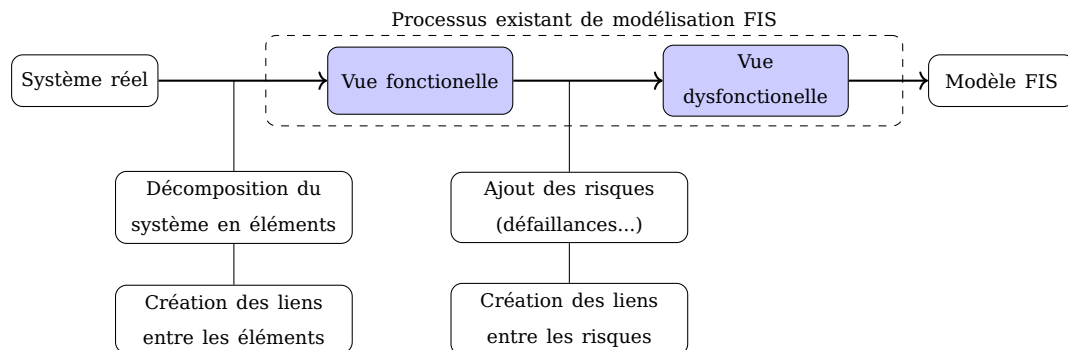 Processus existant de modélisation FIS
Système réel
Vue fonctionelle
Vue
dysfonctionelle
Modèle FIS
Décomposition du
système en éléments
Ajout des risques
(défaillances...)
Création des liens
entre les éléments
Création des liens
entre les risques